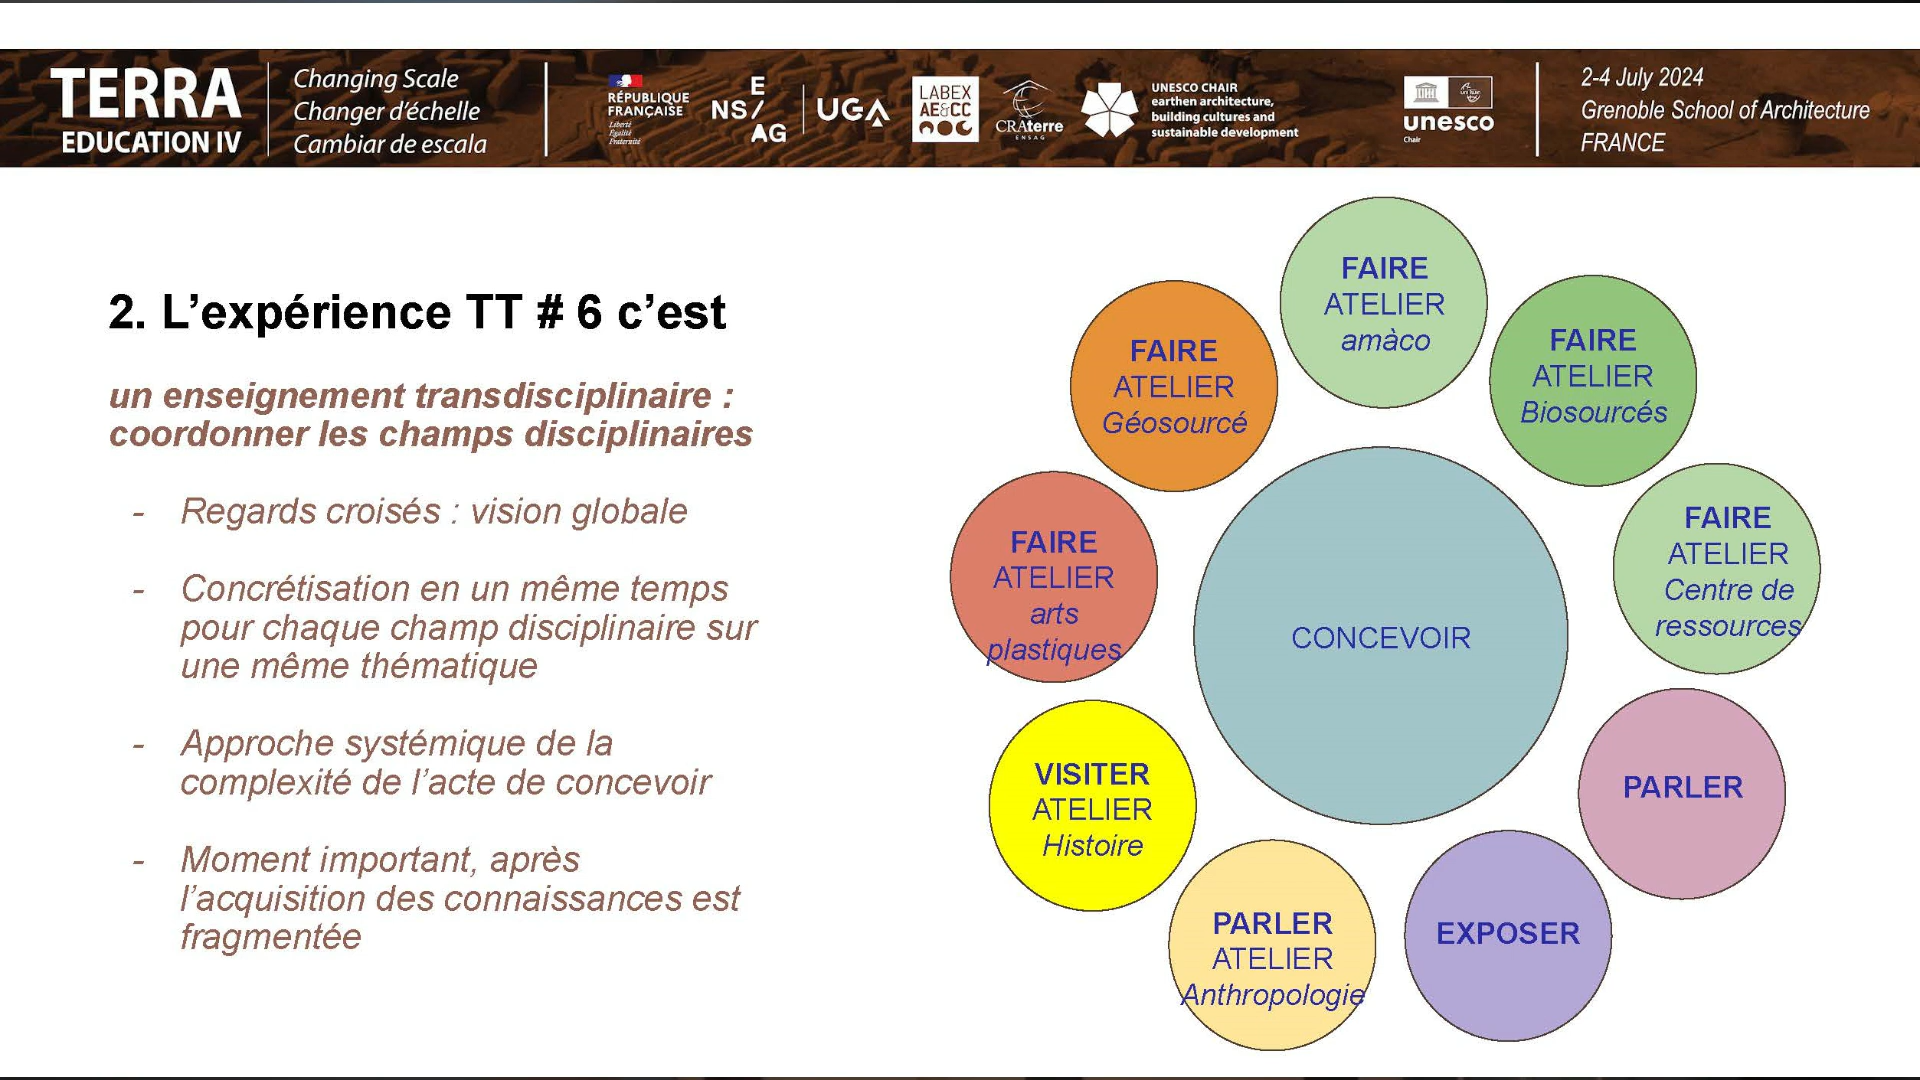 TERRA
EDUCATION IV
Changing Scale
Changer d'échelle
Cambiar de escala
RÉPUBLIQUE
FRANÇAISE
Liberté
Égalité
Fraternité
E
NS/
AG
UGA
LABEX
AE&CC
CRAterre
ENSAG
UNESCO CHAIR
earthen architecture,
building cultures and
sustainable development
unesco
Chair
2-4 July 2024
Grenoble School of Architecture
FRANCE
2. L'expérience TT # 6 c'est
un enseignement transdisciplinaire :
coordonner les champs disciplinaires
- Regards croisés : vision globale
- Concrétisation en un même temps
pour chaque champ disciplinaire sur
une même thématique
- Approche systémique de la
complexité de l'acte de concevoir
- Moment important, après
l'acquisition des connaissances est
fragmentée
FAIRE
ATELIER
amàco
FAIRE
ATELIER
Biosourcés
FAIRE
ATELIER
Centre de
ressources
PARLER
EXPOSER
PARLER
ATELIER
Anthropologie
VISITER
ATELIER
Histoire
FAIRE
ATELIER
arts
plastiques
FAIRE
ATELIER
Géosourcé
CONCEVOIR